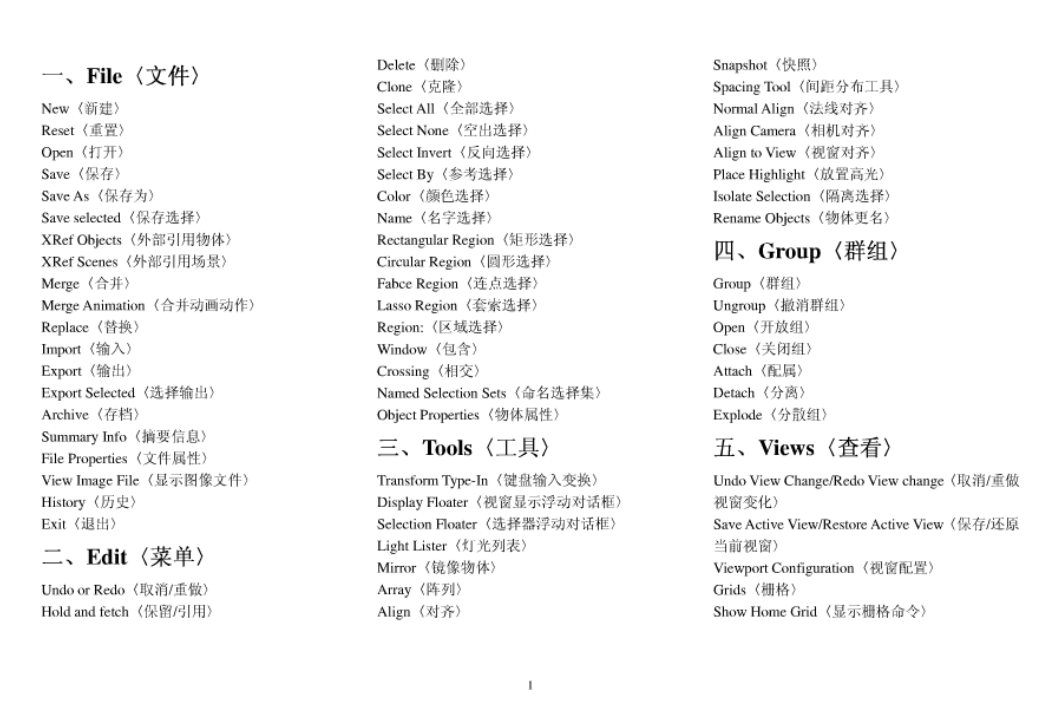 一、File〈文件〉
New〈新建〉
Reset〈重置〉
Open〈打开〉
Save〈保存〉
Save As〈保存为〉
Save selected〈保存选择〉
XRef Objects〈外部引用物体〉
XRef Scenes〈外部引用场景〉
Merge〈合并〉
Merge Animation〈合并动画动作〉
Replace〈替换〉
Import〈输入〉
Export〈输出〉
Export Selected〈选择输出〉
Archive〈存档〉
Summary Info〈摘要信息〉
File Properties〈文件属性〉
View Image File〈显示图像文件〉
History〈历史〉
Exit〈退出〉
二、Edit〈菜单〉
Undo or Redo〈取消/重做〉
Hold and fetch〈保留/引用〉
Delete〈删除〉
Clone〈克隆〉
Select All〈全部选择〉
Select None〈空出选择〉
Select Invert〈反向选择〉
Select By〈参考选择〉
Color〈颜色选择〉
Name〈名字选择〉
Rectangular Region〈矩形选择〉
Circular Region〈圆形选择〉
Fabce Region〈连点选择〉
Lasso Region〈套索选择〉
Region:〈区域选择〉
Window〈包含〉
Crossing〈相交〉
Named Selection Sets〈命名选择集〉
Object Properties〈物体属性〉
三、Tools〈工具〉
Transform Type-In〈键盘输入变换〉
Display Floater〈视窗显示浮动对话框〉
Selection Floater〈选择器浮动对话框〉
Light Lister〈灯光列表〉
Mirror〈镜像物体〉
Array〈阵列〉
Align〈对齐〉
Snapshot〈快照〉
Spacing Tool〈间距分布工具〉
Normal Align〈法线对齐〉
Align Camera〈相机对齐〉
Align to View〈视窗对齐〉
Place Highlight〈放置高光〉
Isolate Selection〈隔离选择〉
Rename Objects〈物体更名〉
四、Group〈群组〉
Group〈群组〉
Ungroup〈撤消群组〉
Open〈开放组〉
Close〈关闭组〉
Attach〈配属〉
Detach〈分离〉
Explode〈分散组〉
五、Views〈查看〉
Undo View Change/Redo View change〈取消/重做
视窗变化〉
Save Active View/Restore Active View〈保存/还原
当前视窗〉
Viewport Configuration〈视窗配置〉
Grids〈栅格〉
Show Home Grid〈显示栅格命令〉
1